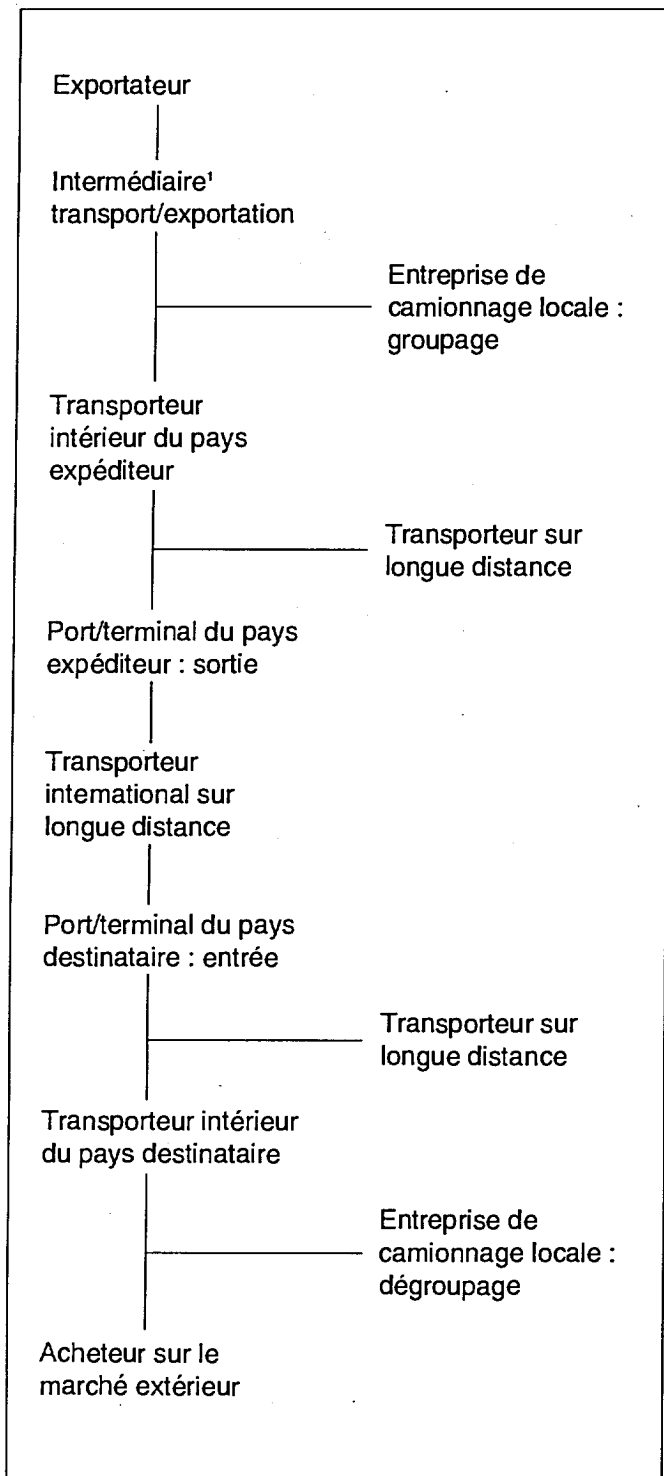 Exportateur
Intermédiaire¹
transport/exportation
Entreprise de
camionnage locale :
groupage
Transporteur
intérieur du pays
expéditeur
Transporteur sur
longue distance
Port/terminal du pays
expéditeur : sortie
Transporteur
international sur
longue distance
Port/terminal du pays
destinataire : entrée
Transporteur sur
longue distance
Transporteur intérieur
du pays destinataire
Entreprise de
camionnage locale :
dégroupage
Acheteur sur le
marché extérieur